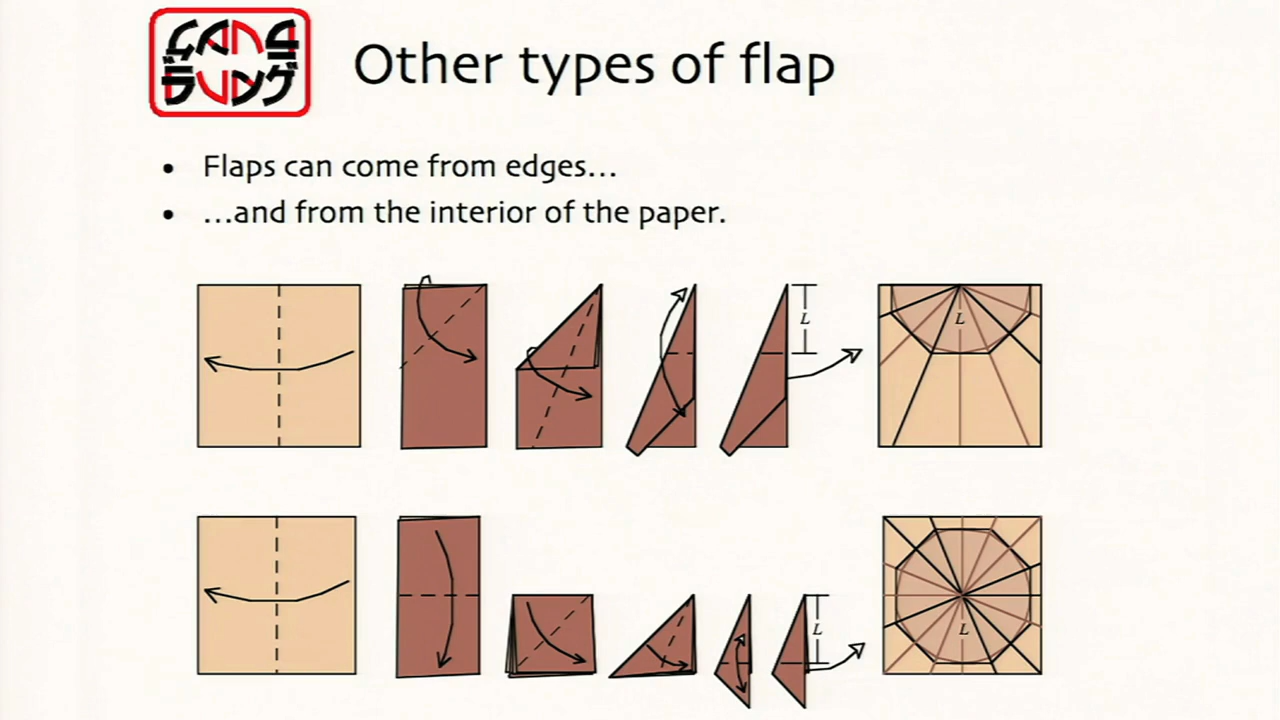 Other types of flap
• Flaps can come from edges…
• …and from the interior of the paper.
L
L
L
L